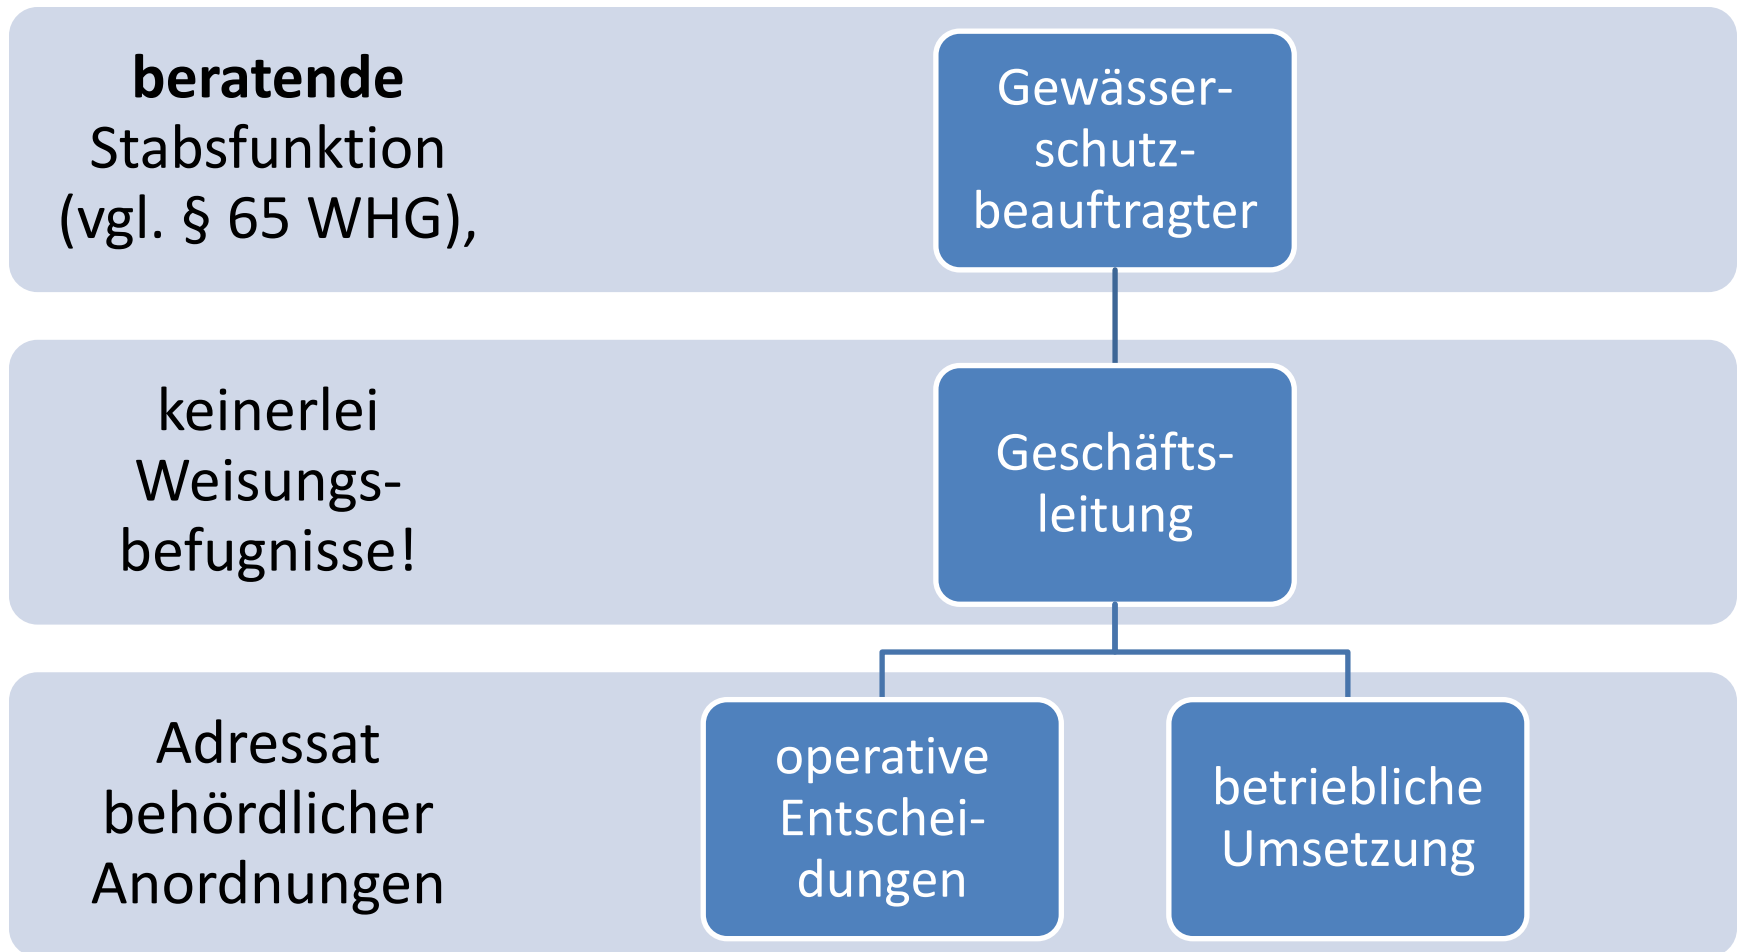 beratende
Stabsfunktion
(vgl. § 65 WHG),
Gewässer-
schutz-
beauftragter
keinerlei
Weisungs-
befugnisse!
Geschäfts-
leitung
Adressat
behördlicher
Anordnungen
operative
Entschei-
dungen
betriebliche
Umsetzung